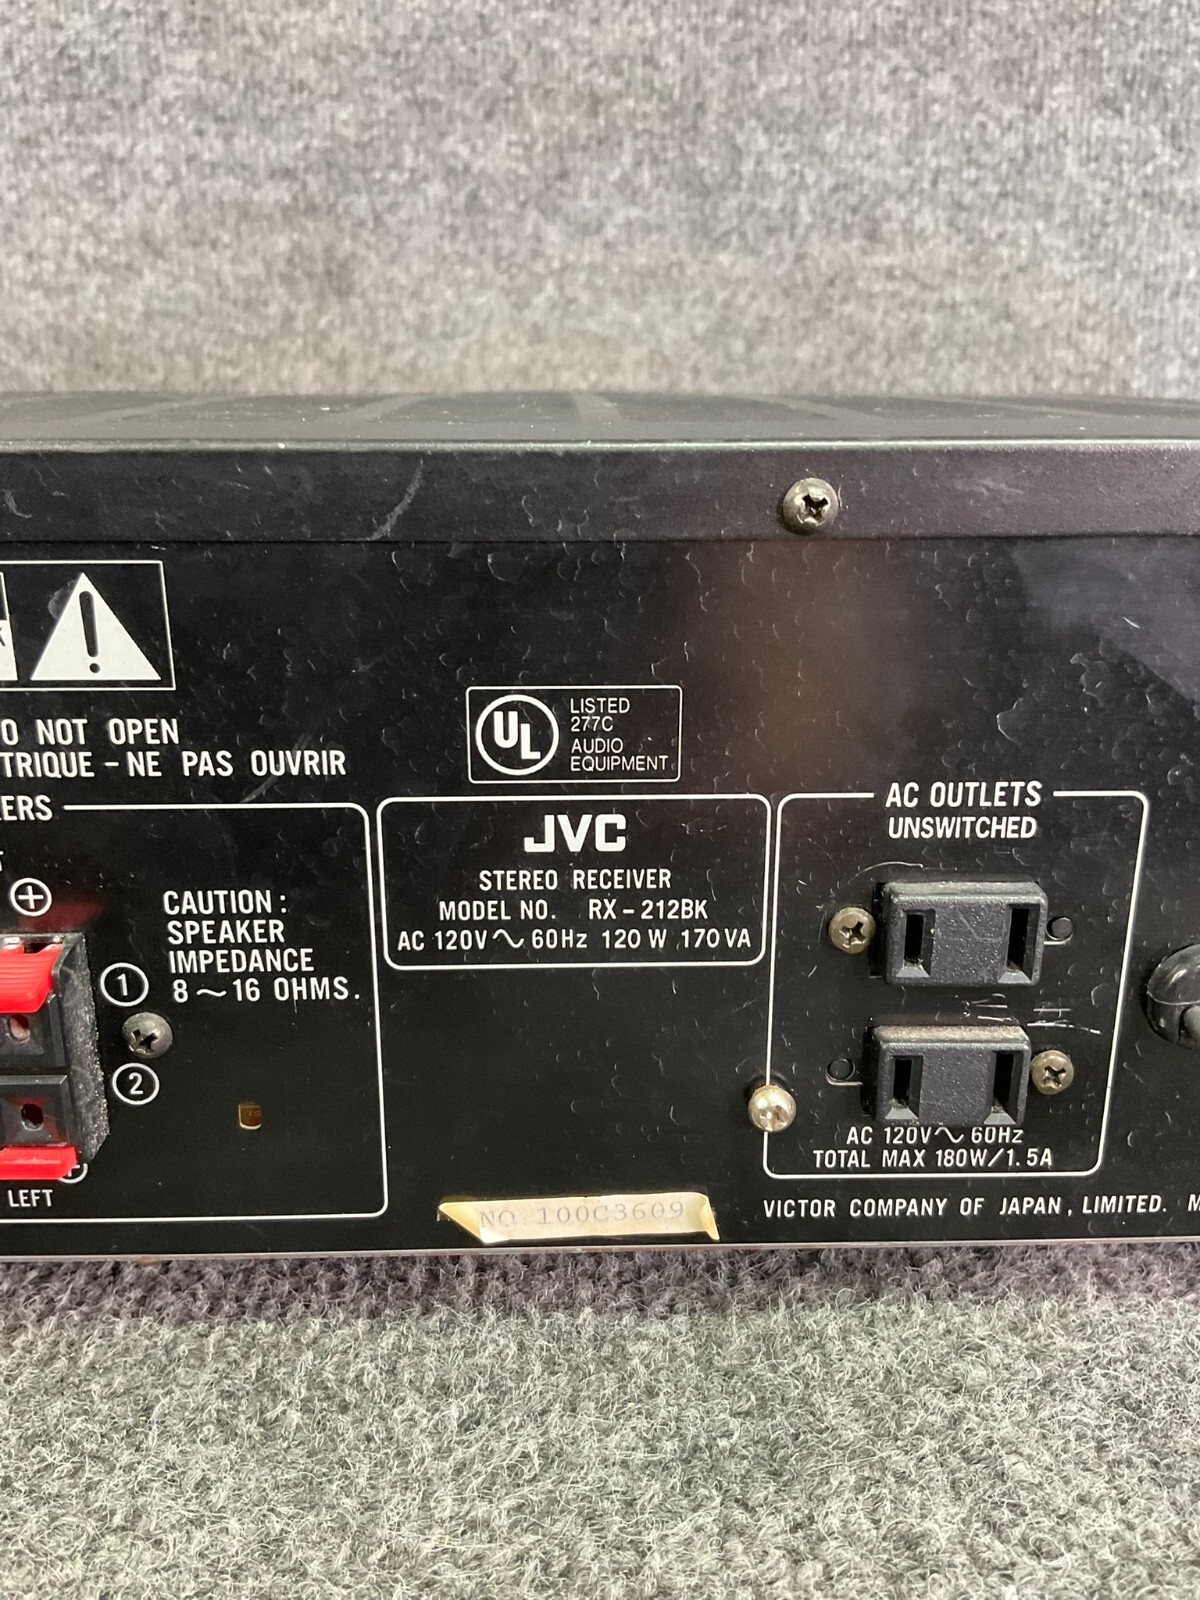 O NOT OPEN
TRIQUE - NE PAS OUVRIR
ERS
+
CAUTION :
SPEAKER
IMPEDANCE
8 ~ 16 OHMS.
1
2
LEFT
UL LISTED
277C
AUDIO
EQUIPMENT
JVC
STEREO RECEIVER
MODEL NO. RX - 212BK
AC 120V ~ 60Hz 120 W 170 VA
NO. 100C3609
AC OUTLETS
UNSWITCHED
AC 120V ~ 60Hz
TOTAL MAX 180W/1.5A
VICTOR COMPANY OF JAPAN, LIMITED. M